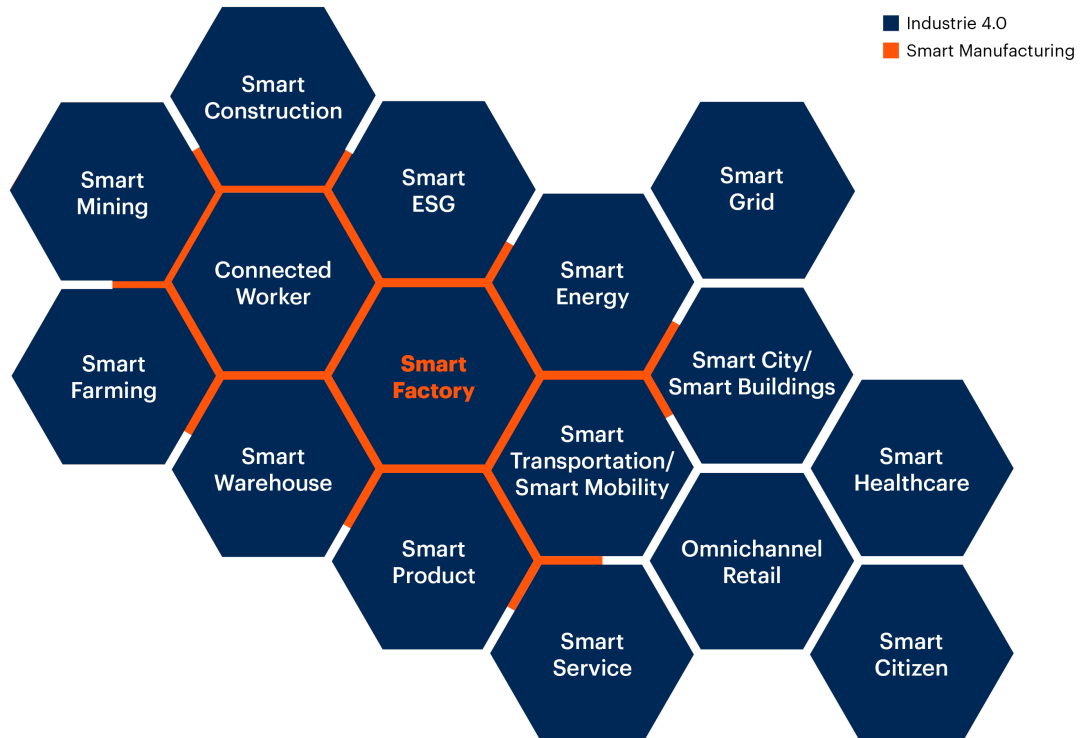 Industrie 4.0
Smart Manufacturing
Smart
Construction
Smart
Mining
Smart
ESG
Smart
Grid
Connected
Worker
Smart
Energy
Smart
Farming
Smart
Factory
Smart City/
Smart Buildings
Smart
Warehouse
Smart
Transportation/
Smart Mobility
Smart
Healthcare
Smart
Product
Omnichannel
Retail
Smart
Service
Smart
Citizen